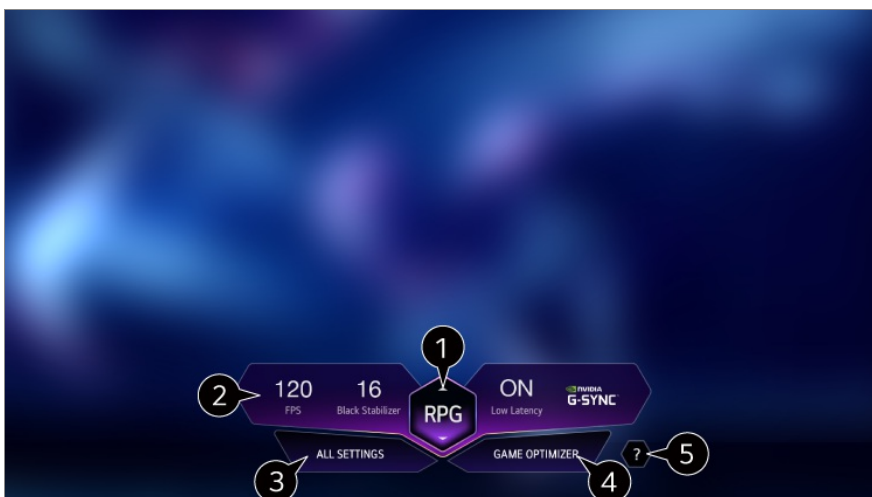 1
2
120
FPS
16
Black Stabilizer
RPG
ON
Low Latency
NVIDIA
G-SYNC
ALL SETTINGS
GAME OPTIMIZER
?
5
3
4